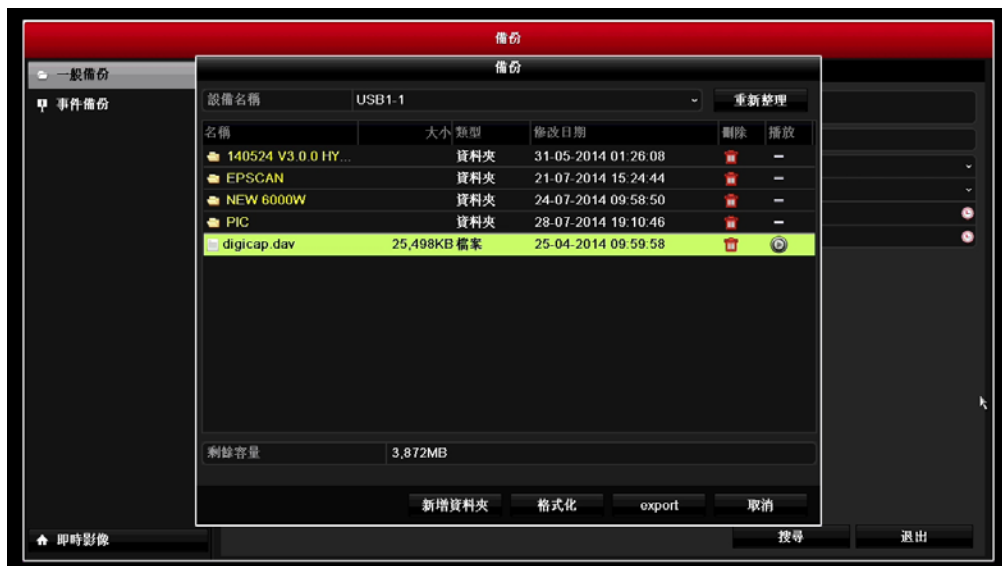 備份
一般備份
事件備份
備份
設備名稱 USB1-1 重新整理
名稱 大小 類型 修改日期 刪除 播放
140524 V3.0.0 HY... 資料夾 31-05-2014 01:26:08
EPSCAN 資料夾 21-07-2014 15:24:44
NEW 6000W 資料夾 24-07-2014 09:58:50
PIC 資料夾 28-07-2014 19:10:46
digicap.dav 25,498KB 檔案 25-04-2014 09:59:58
剩餘容量 3,872MB
新增資料夾 格式化 export 取消
即時影像 搜尋 退出